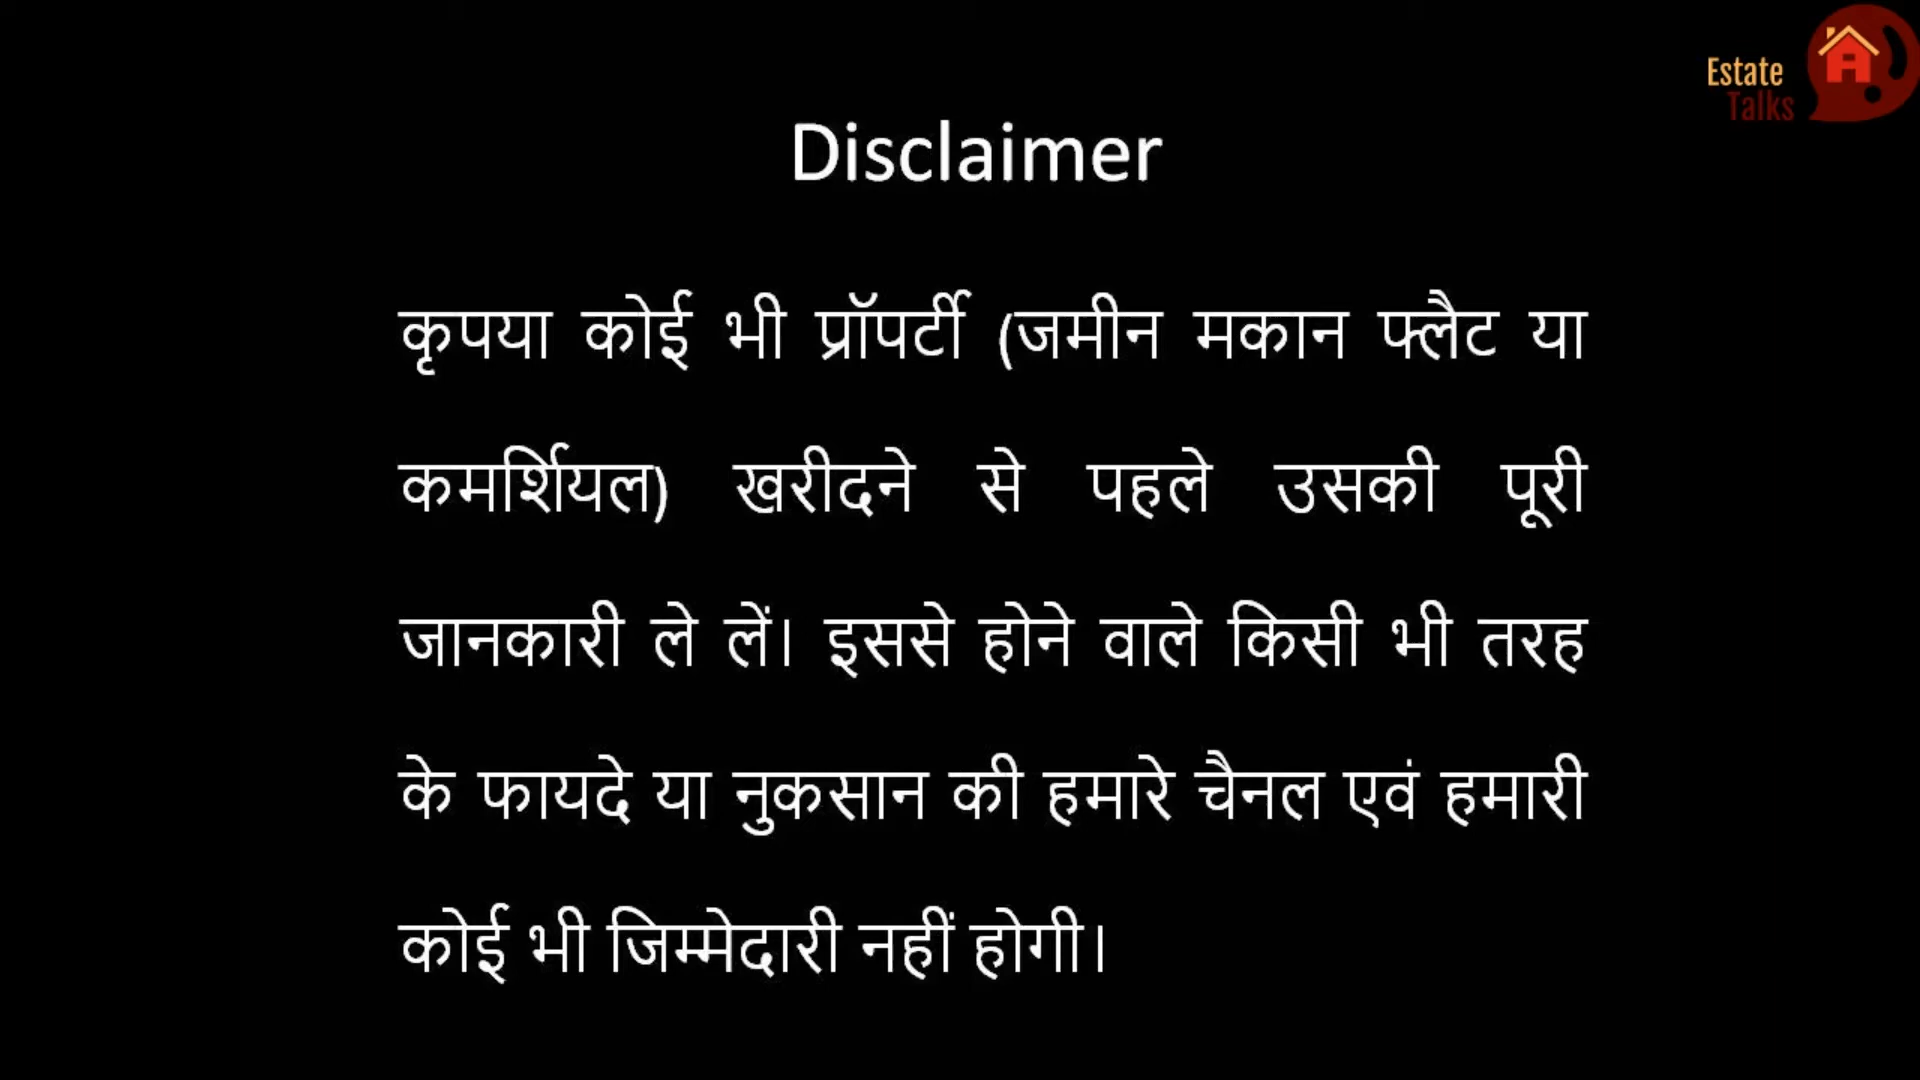 Estate
Talks
Disclaimer
कृपया कोई भी प्रॉपर्टी (जमीन मकान फ्लैट या
कमर्शियल) खरीदने से पहले उसकी पूरी
जानकारी ले लें। इससे होने वाले किसी भी तरह
के फायदे या नुकसान की हमारे चैनल एवं हमारी
कोई भी जिम्मेदारी नहीं होगी।